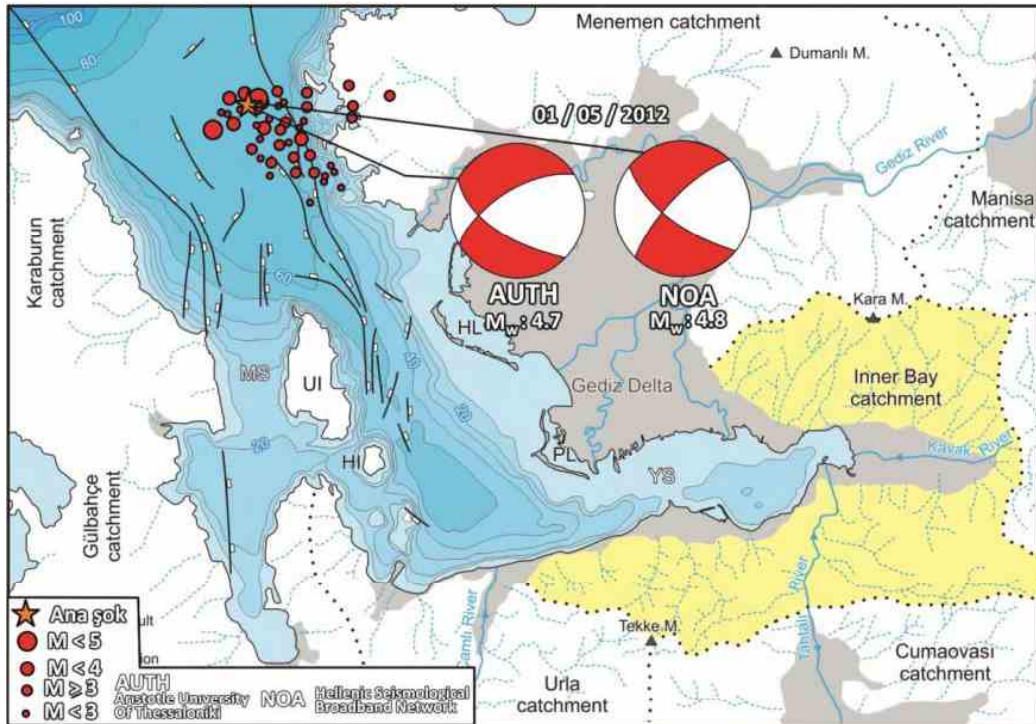 100
80
Menemen catchment
Dumanlı M.
01 / 05 / 2012
Gediz River
Manisa
catchment
Karaburun
catchment
60
AUTH
Mw : 4.7
NOA
Mw : 4.8
Kara M.
HL
40
MS
UI
Gediz Delta
Inner Bay
catchment
20
20
HI
PL
YS
Kavak River
Gülbahçe
catchment
Ana şok
ult
M < 5
M < 4
ion
M ⩾ 3
M < 3
AUTH
Aristotle University
Of Thessaloniki
NOA
Hellenic Seismological
Broadband Network
Çamlı River
Tekke M.
Tahtalı River
Urla
catchment
Cumaovası
catchment